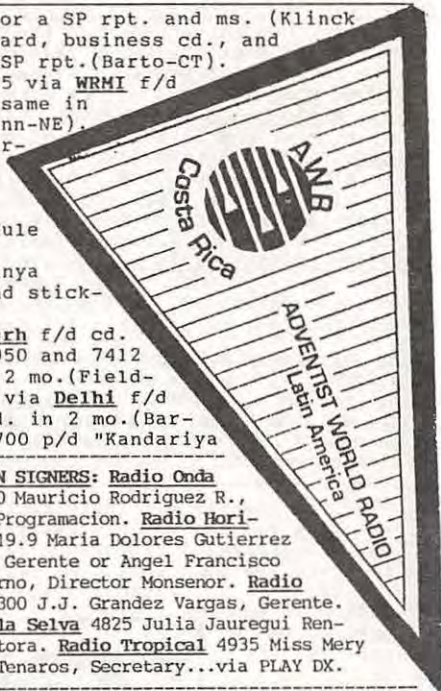 or a SP rpt. and ms. (Klinck
ard, business cd., and
SP rpt.(Barto-CT).
5 via WRMI f/d
same in
nn-NE).
r-
ule
nya
d stick-
rh f/d cd.
950 and 7412
2 mo.(Field-
via Delhi f/d
d. in 2 mo.(Bar-
700 p/d "Kandariya
N SIGNERS: Radio Onda
0 Mauricio Rodriguez R.,
Programacion. Radio Hori-
19.9 Maria Dolores Gutierrez
Gerente or Angel Francisco
rno, Director Monsenor. Radio
300 J.J. Grandez Vargas, Gerente.
la Selva 4825 Julia Jauregui Ren-
tora. Radio Tropical 4935 Miss Mery
Tenaros, Secretary...via PLAY DX.
AWR
Costa Rica
ADVENTIST WORLD RADIO
Latin America